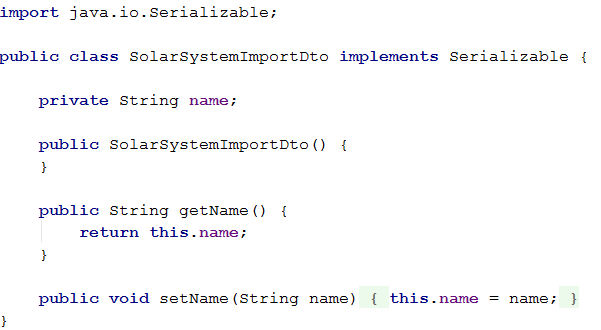 import java.io.Serializable;
public class SolarSystemImportDto implements Serializable {
private String name;
public SolarSystemImportDto() {
}
public String getName() {
return this.name;
}
public void setName(String name) { this.name = name; }
}